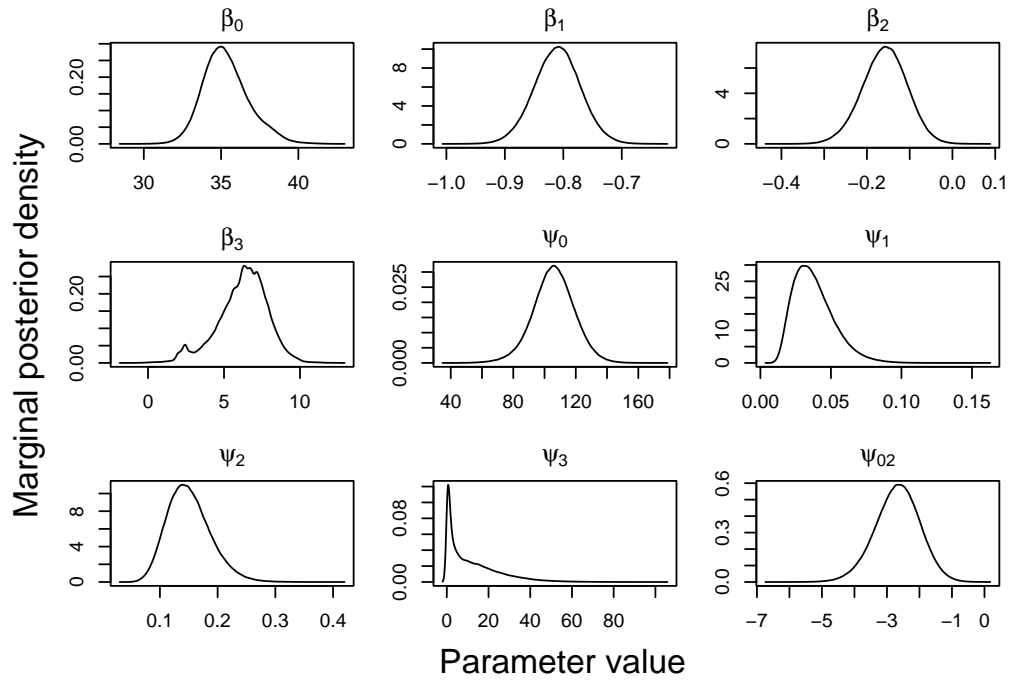 Marginal posterior density
β0
0.00 0.20
30 35 40
β1
0 4 8
−1.0 −0.9 −0.8 −0.7
β2
0 4
−0.4 −0.2 0.0 0.1
β3
0.00 0.20
0 5 10
ψ0
0.000 0.025
40 80 120 160
ψ1
0 10 25
0.00 0.05 0.10 0.15
ψ2
0 4 8
0.1 0.2 0.3 0.4
ψ3
0.00 0.08
0 20 40 60 80
ψ02
0.0 0.3 0.6
−7 −5 −3 −1 0
Parameter value